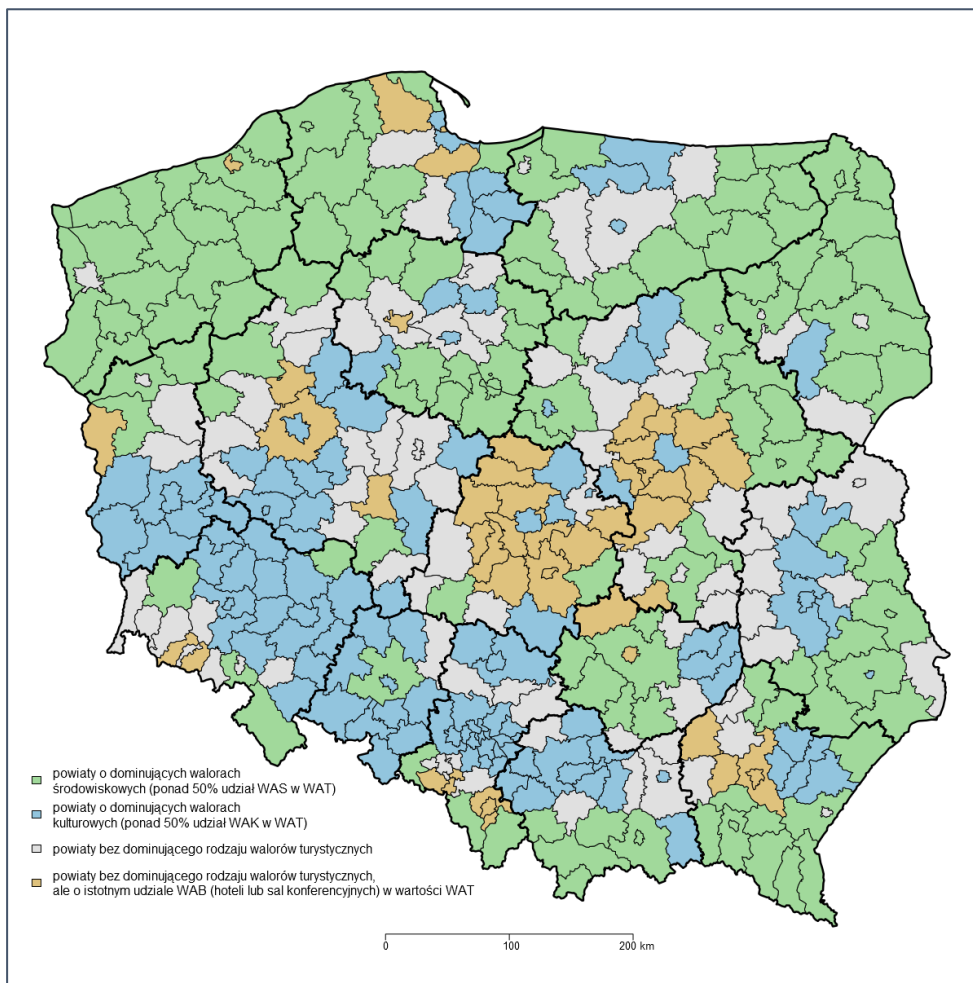 powiaty o dominujących walorach
środowiskowych (ponad 50% udział WAS w WAT)
powiaty o dominujących walorach
kulturowych (ponad 50% udział WAK w WAT)
powiaty bez dominującego rodzaju walorów turystycznych
powiaty bez dominującego rodzaju walorów turystycznych,
ale o istotnym udziale WAB (hoteli lub sal konferencyjnych) w wartości WAT
0 100 200 km